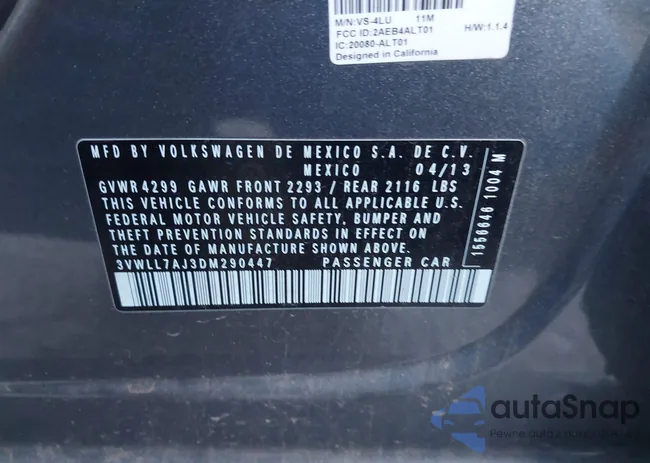 M/N:VS-4LU 11M
FCC ID:2AEB4ALT01 H/W:1.1.4
IC:20080-ALT01
Designed in California
MFD BY VOLKSWAGEN DE MEXICO S.A. DE C.V.
MEXICO 04/13
GVWR 4299 GAWR FRONT 2293 / REAR 2116 LBS
THIS VEHICLE CONFORMS TO ALL APPLICABLE U.S.
FEDERAL MOTOR VEHICLE SAFETY, BUMPER AND
THEFT PREVENTION STANDARDS IN EFFECT ON
THE DATE OF MANUFACTURE SHOWN ABOVE.
3VWLL7AJ3DM290447 PASSENGER CAR
1556646 1004 M
autaSnap
Pewne auto z